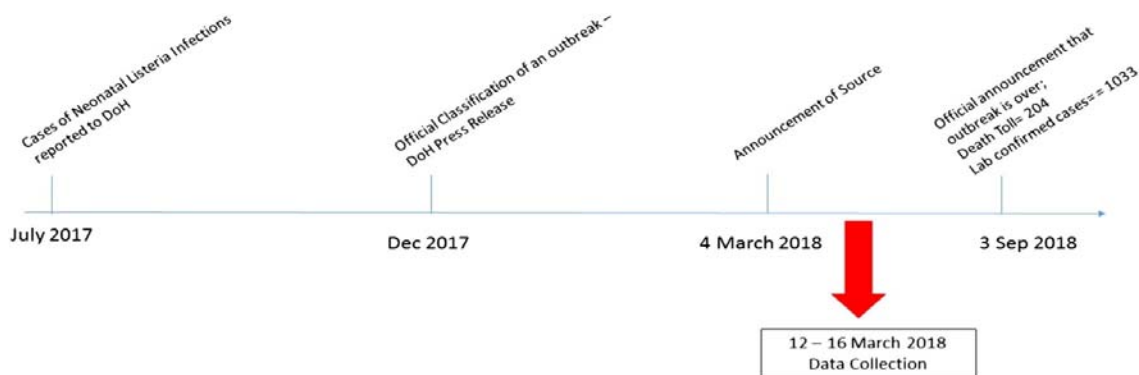 Cases of Neonatal Listeria Infections
reported to DoH
Official Classification of an outbreak –
DoH Press Release
Announcement of Source
Official announcement that
outbreak is over;
Death Toll= 204
Lab confirmed cases= = 1033
July 2017
Dec 2017
4 March 2018
3 Sep 2018
12 – 16 March 2018
Data Collection